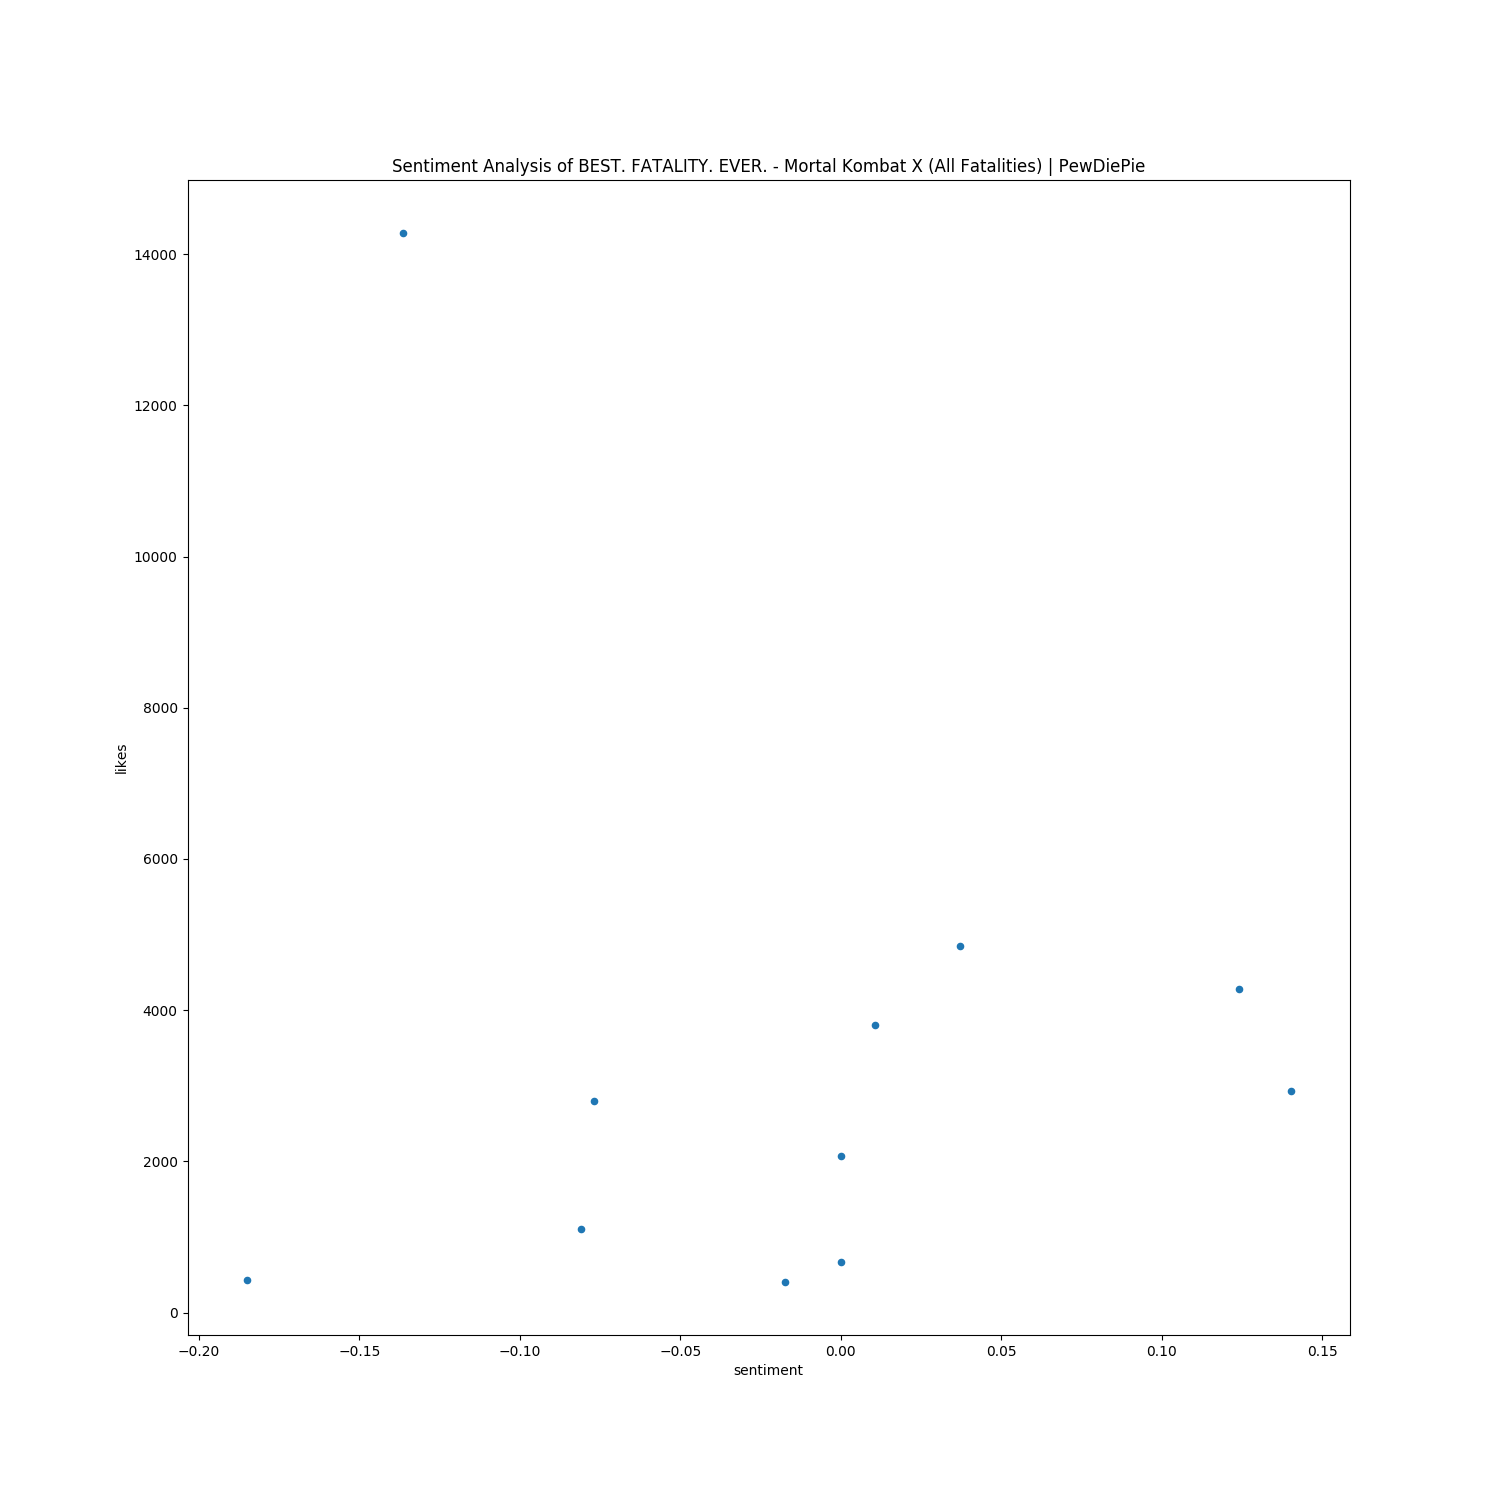 Sentiment Analysis of BEST. FATALITY. EVER. - Mortal Kombat X (All Fatalities) | PewDiePie
14000
12000
10000
8000
6000
4000
2000
0
likes
−0.20 −0.15 −0.10 −0.05 0.00 0.05 0.10 0.15
sentiment